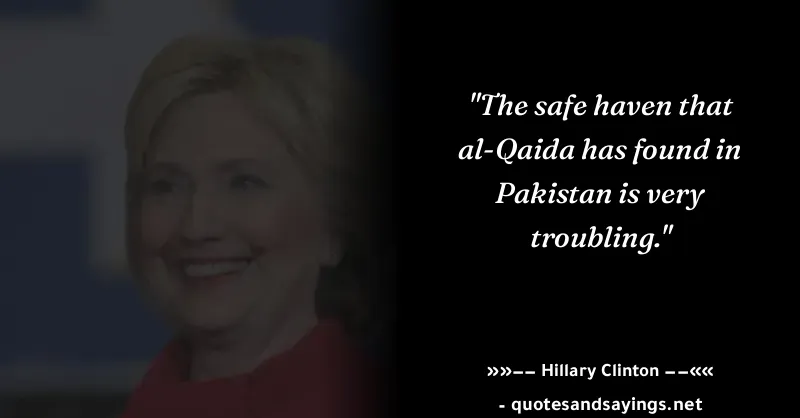 "The safe haven that
al-Qaida has found in
Pakistan is very
troubling."
»»−− Hillary Clinton −−««
- quotesandsayings.net